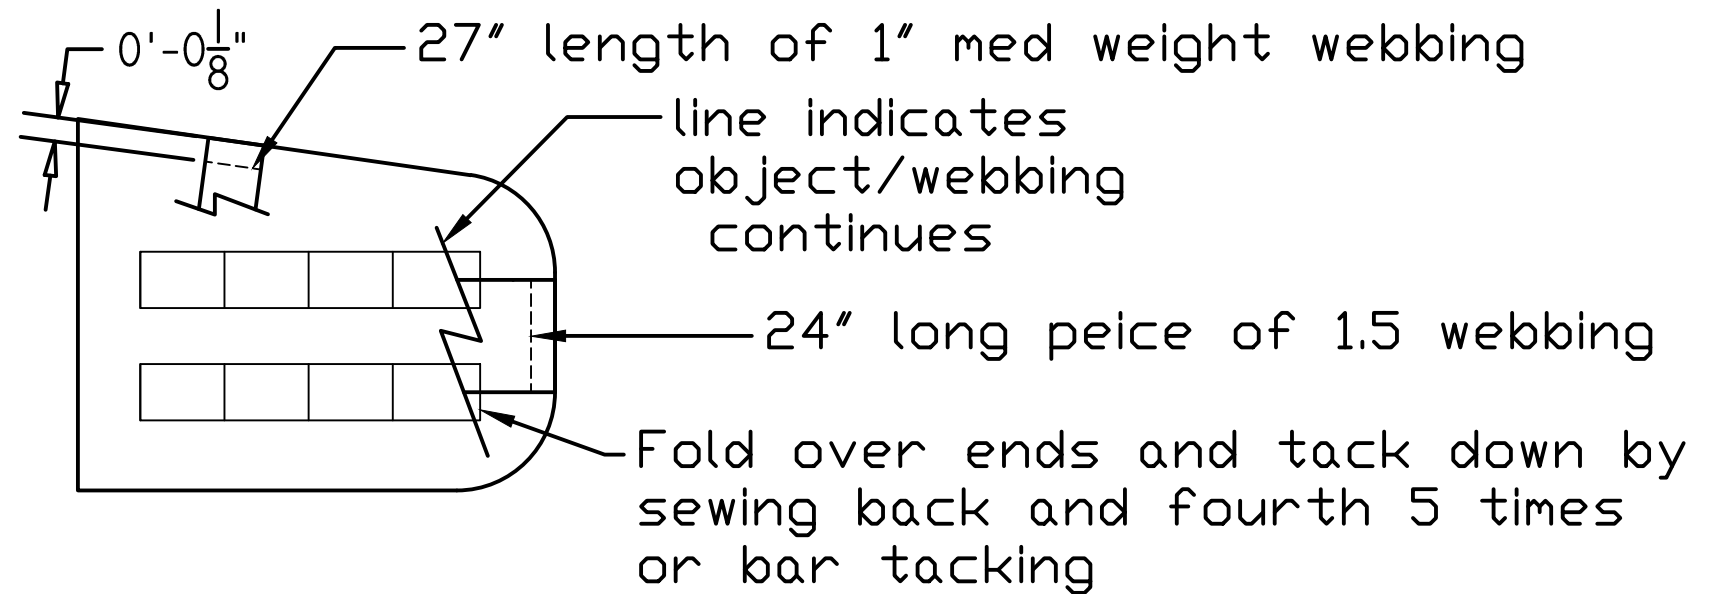 0'-0 1/8"
27" length of 1" med weight webbing
line indicates
object/webbing
continues
24" long peice of 1.5 webbing
Fold over ends and tack down by
sewing back and fourth 5 times
or bar tacking